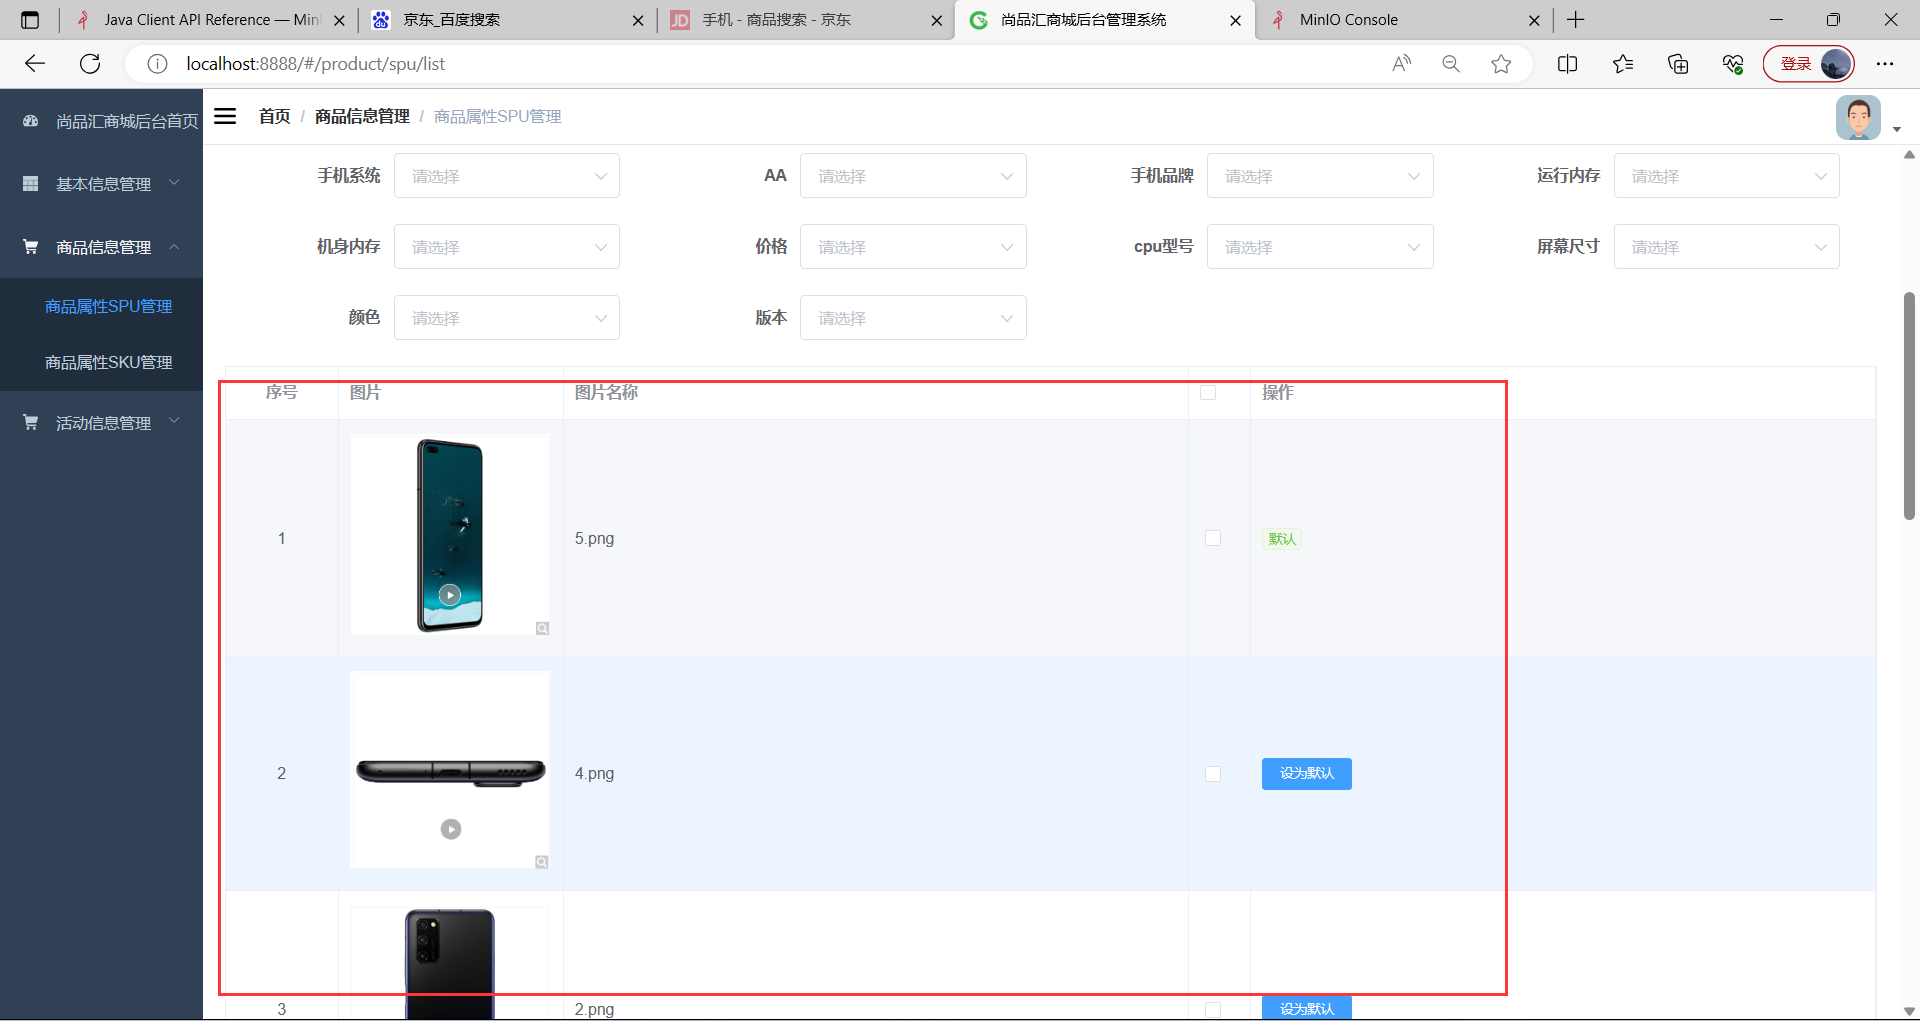 Java Client API Reference — Min
京东_百度搜索
JD 手机 - 商品搜索 - 京东
尚品汇商城后台管理系统
MinIO Console
localhost:8888/#/product/spu/list
登录
尚品汇商城后台首页
基本信息管理
商品信息管理
商品属性SPU管理
商品属性SKU管理
活动信息管理
首页 / 商品信息管理 / 商品属性SPU管理
手机系统 请选择 AA 请选择 手机品牌 请选择 运行内存 请选择
机身内存 请选择 价格 请选择 cpu型号 请选择 屏幕尺寸 请选择
颜色 请选择 版本 请选择
序号 图片 图片名称 操作
1 5.png 默认
2 4.png 设为默认
3 2.png 设为默认